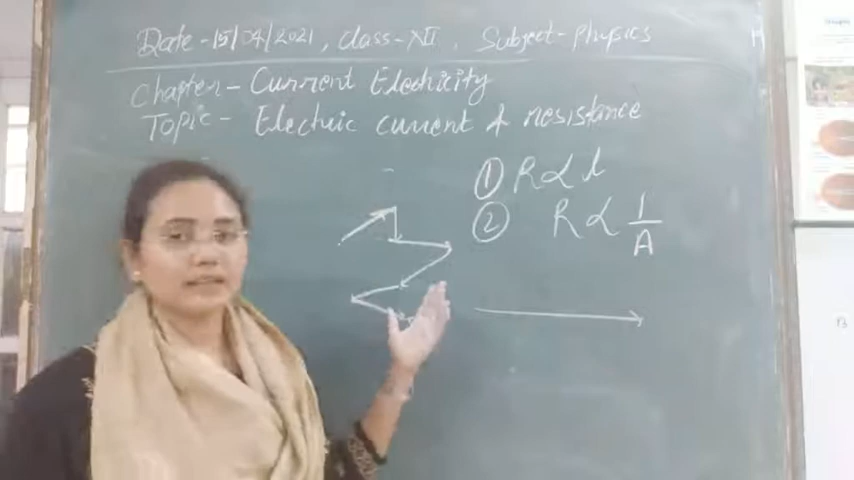 Date - 15/04/2021, class - XII, Subject - Physics
Chapter - Current Electricity
Topic - Electric current & resistance
① R ∝ l
② R ∝ 1/A